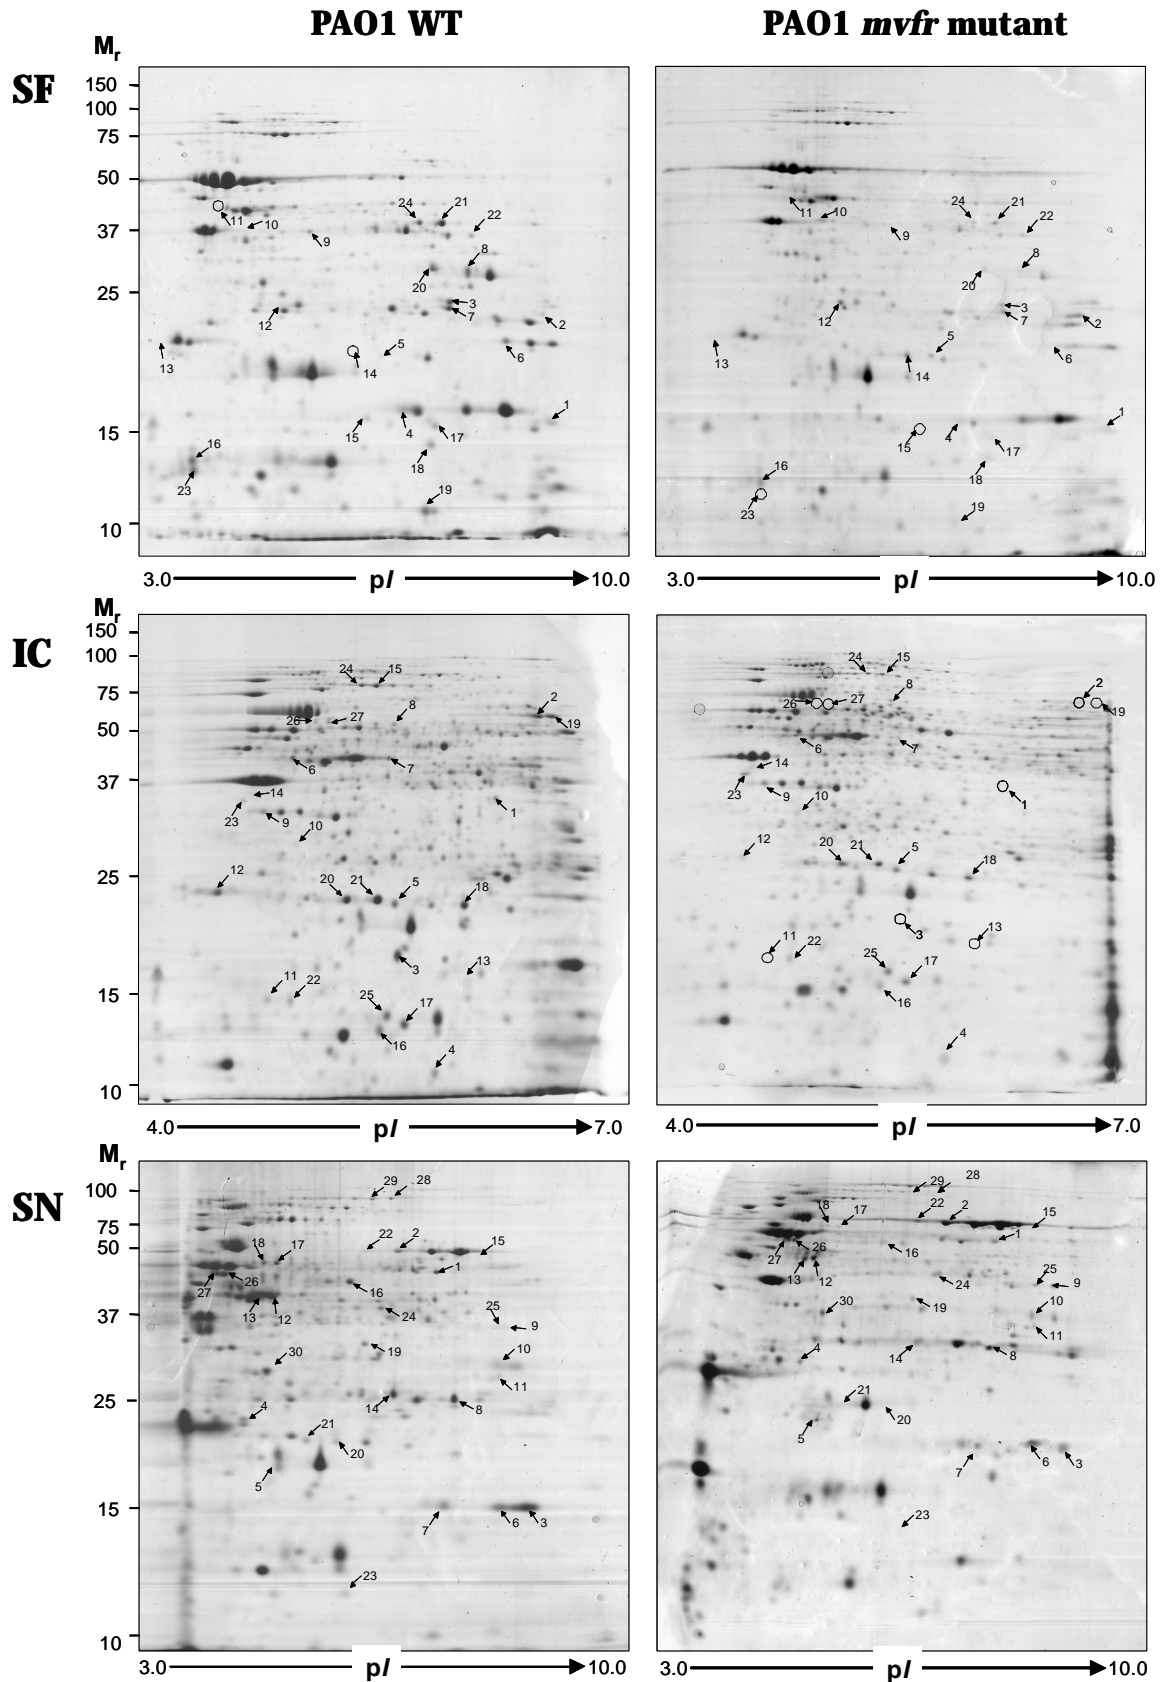 PAO1 WT
PAO1 mvfr mutant
SF
Mr
150
100
75
50
37
25
15
10
24 21 22
11 10 9
8
20
3
7
12 2
13
14
5
6
15 4 17
1
16
18
23
19
11 10
24 21 22
9
8
20
3
7
12 2
13
5
14 6
15
4 17
1
16
18
23
19
3.0 pI 10.0
3.0 pI 10.0
IC
Mr
150
100
75
50
37
25
15
10
24 15
8 2
26 27 19
6 7
14
23 9 10 1
12
20 21 5 18
3 13
11 22
25 17
16
4
24 15
8 2
26 27 19
6 7
14
23 9 10 1
12
20 21 5 18
3 13
11 22
25 17
16
4
4.0 pI 7.0
4.0 pI 7.0
SN
Mr
100
75
50
37
25
15
10
29 28
18 17 22 2 15
27 26 1
16
13 12 24
25 9
19 10
30 11
4 14 8
21 20
5
7 6 3
23
29 28
18 17 22 2 15
1
27 26 16
13 12 24 25 9
30 19 10
11
4 14 8
21
5 20
7 6 3
23
3.0 pI 10.0
3.0 pI 10.0